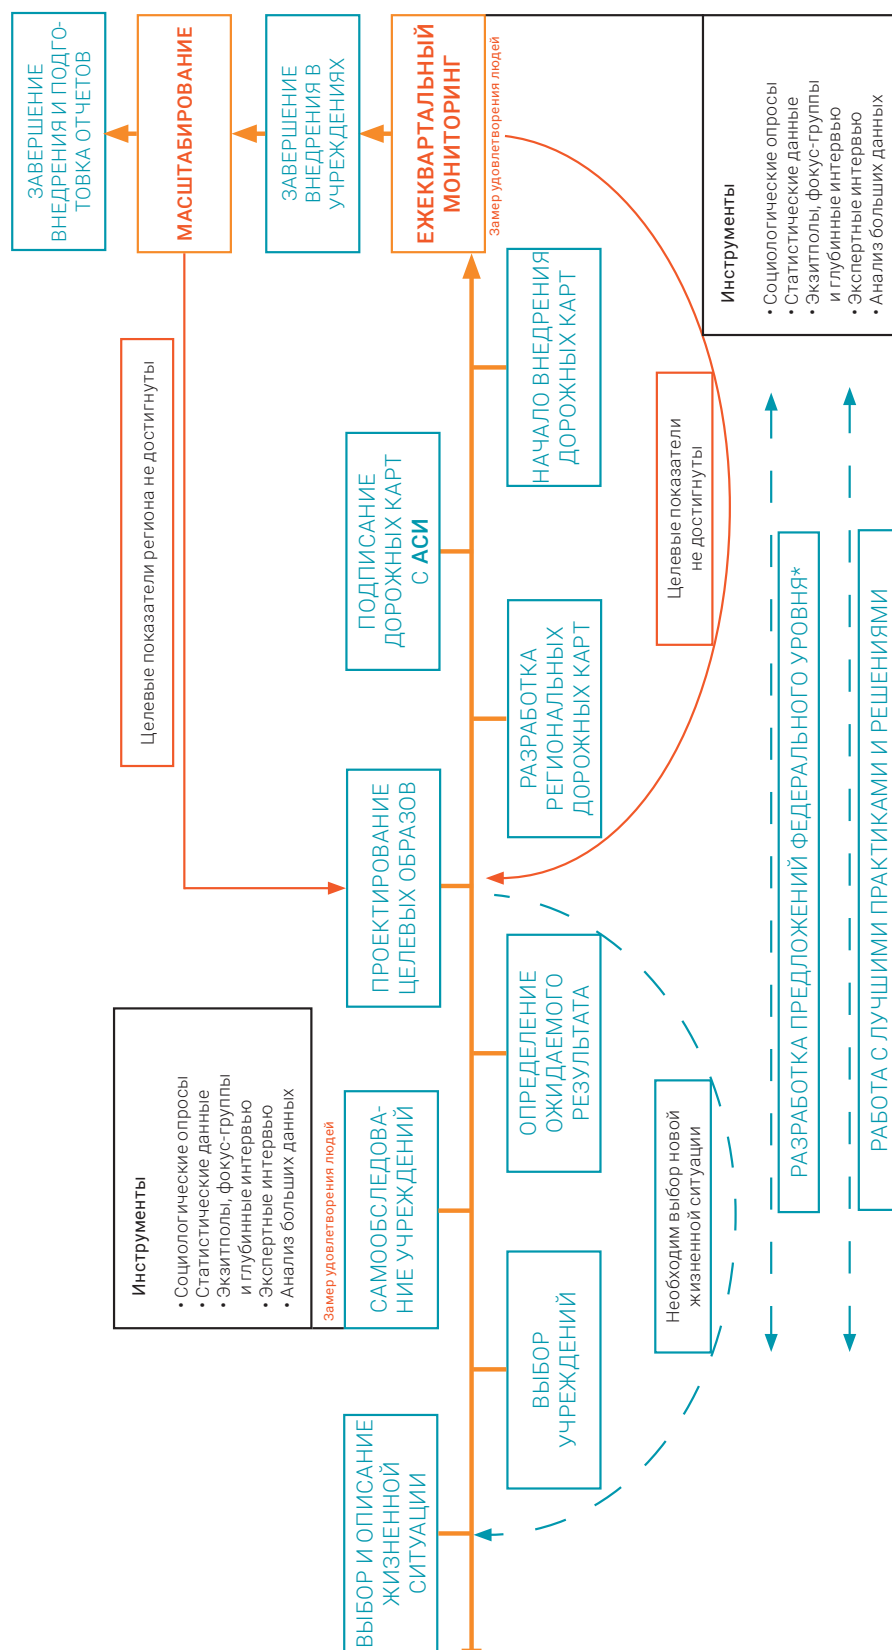 ВЫБОР И ОПИСАНИЕ
ЖИЗНЕННОЙ
СИТУАЦИИ
ВЫБОР
УЧРЕЖДЕНИЙ
Инструменты
• Социологические опросы
• Статистические данные
• Экзитполы, фокус-группы
и глубинные интервью
• Экспертные интервью
• Анализ больших данных
Замер удовлетворения людей
САМООБСЛЕДОВА-
НИЕ УЧРЕЖДЕНИЙ
ОПРЕДЕЛЕНИЕ
ОЖИДАЕМОГО
РЕЗУЛЬТАТА
Необходим выбор новой
жизненной ситуации
ПРОЕКТИРОВАНИЕ
ЦЕЛЕВЫХ ОБРАЗОВ
РАЗРАБОТКА
РЕГИОНАЛЬНЫХ
ДОРОЖНЫХ КАРТ
ПОДПИСАНИЕ
ДОРОЖНЫХ КАРТ
С АСИ
НАЧАЛО ВНЕДРЕНИЯ
ДОРОЖНЫХ КАРТ
Целевые показатели региона не достигнуты
Целевые показатели
не достигнуты
ЗАВЕРШЕНИЕ
ВНЕДРЕНИЯ И ПОДГО-
ТОВКА ОТЧЕТОВ
МАСШТАБИРОВАНИЕ
ЗАВЕРШЕНИЕ
ВНЕДРЕНИЯ В
УЧРЕЖДЕНИЯХ
ЕЖЕКВАРТАЛЬНЫЙ
МОНИТОРИНГ
Замер удовлетворения людей
Инструменты
• Социологические опросы
• Статистические данные
• Экзитполы, фокус-группы
и глубинные интервью
• Экспертные интервью
• Анализ больших данных
РАЗРАБОТКА ПРЕДЛОЖЕНИЙ ФЕДЕРАЛЬНОГО УРОВНЯ*
РАБОТА С ЛУЧШИМИ ПРАКТИКАМИ И РЕШЕНИЯМИ